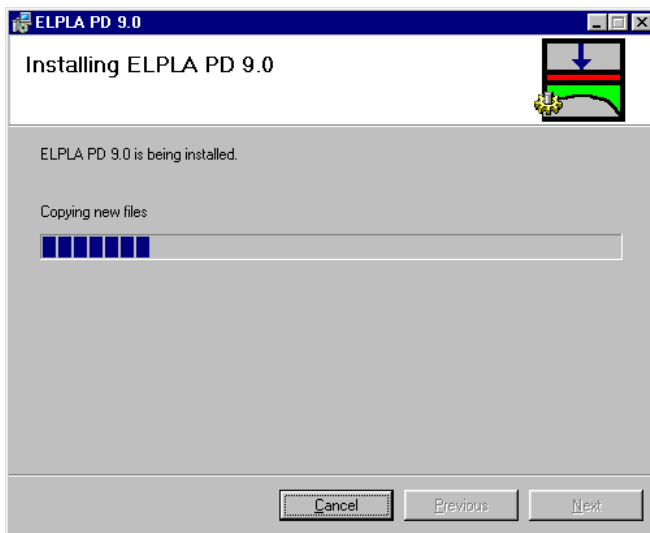 ELPLA PD 9.0
Installing ELPLA PD 9.0
ELPLA PD 9.0 is being installed.
Copying new files
Cancel Previous Next